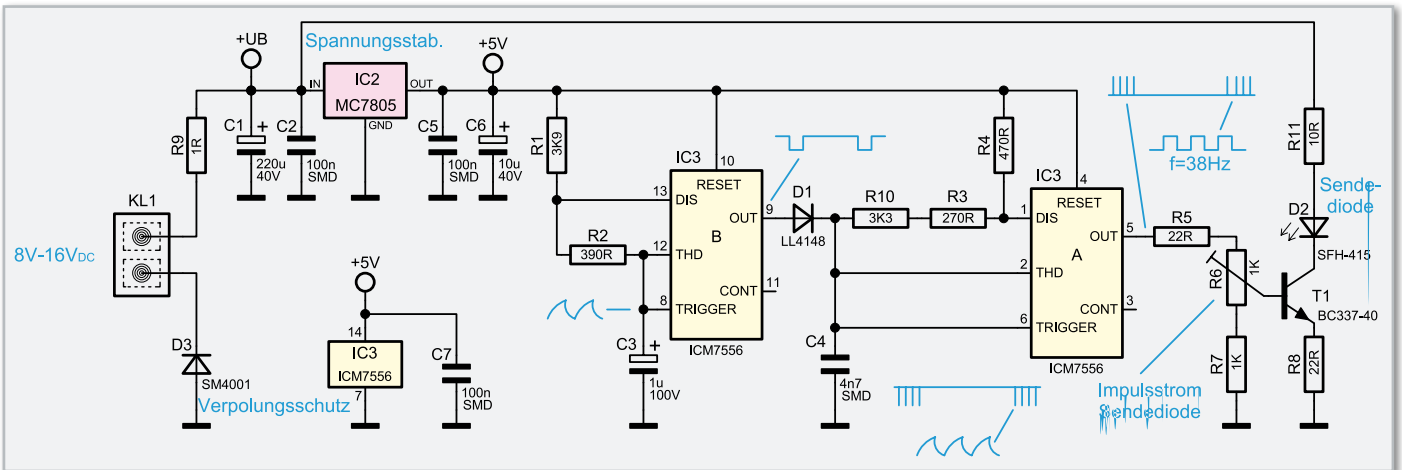 +UB
Spannungsstab.
+5V
IN
IC2
MC7805
OUT
GND
R9
1R
C1
+
220u
40V
C2
100n
SMD
C5
100n
SMD
C6
+
10u
40V
R1
3K9
KL1
8V-16VDC
D3
SM4001
Verpolungsschutz
+5V
14
IC3
ICM7556
7
C7
100n
SMD
R2
390R
C3
+
1u
100V
IC3
10
RESET
13
DIS
OUT
9
B
12
THD
11
CONT
8
TRIGGER
ICM7556
D1
LL4148
R10
3K3
R3
270R
R4
470R
C4
4n7
SMD
IC3
4
RESET
1
DIS
OUT
5
A
2
THD
CONT
3
6
TRIGGER
ICM7556
f=38Hz
R5
22R
R6
1K
R7
1K
Impulsstrom
Sendediode
R11
10R
Sende-
diode
D2
SFH-415
T1
BC337-40
R8
22R